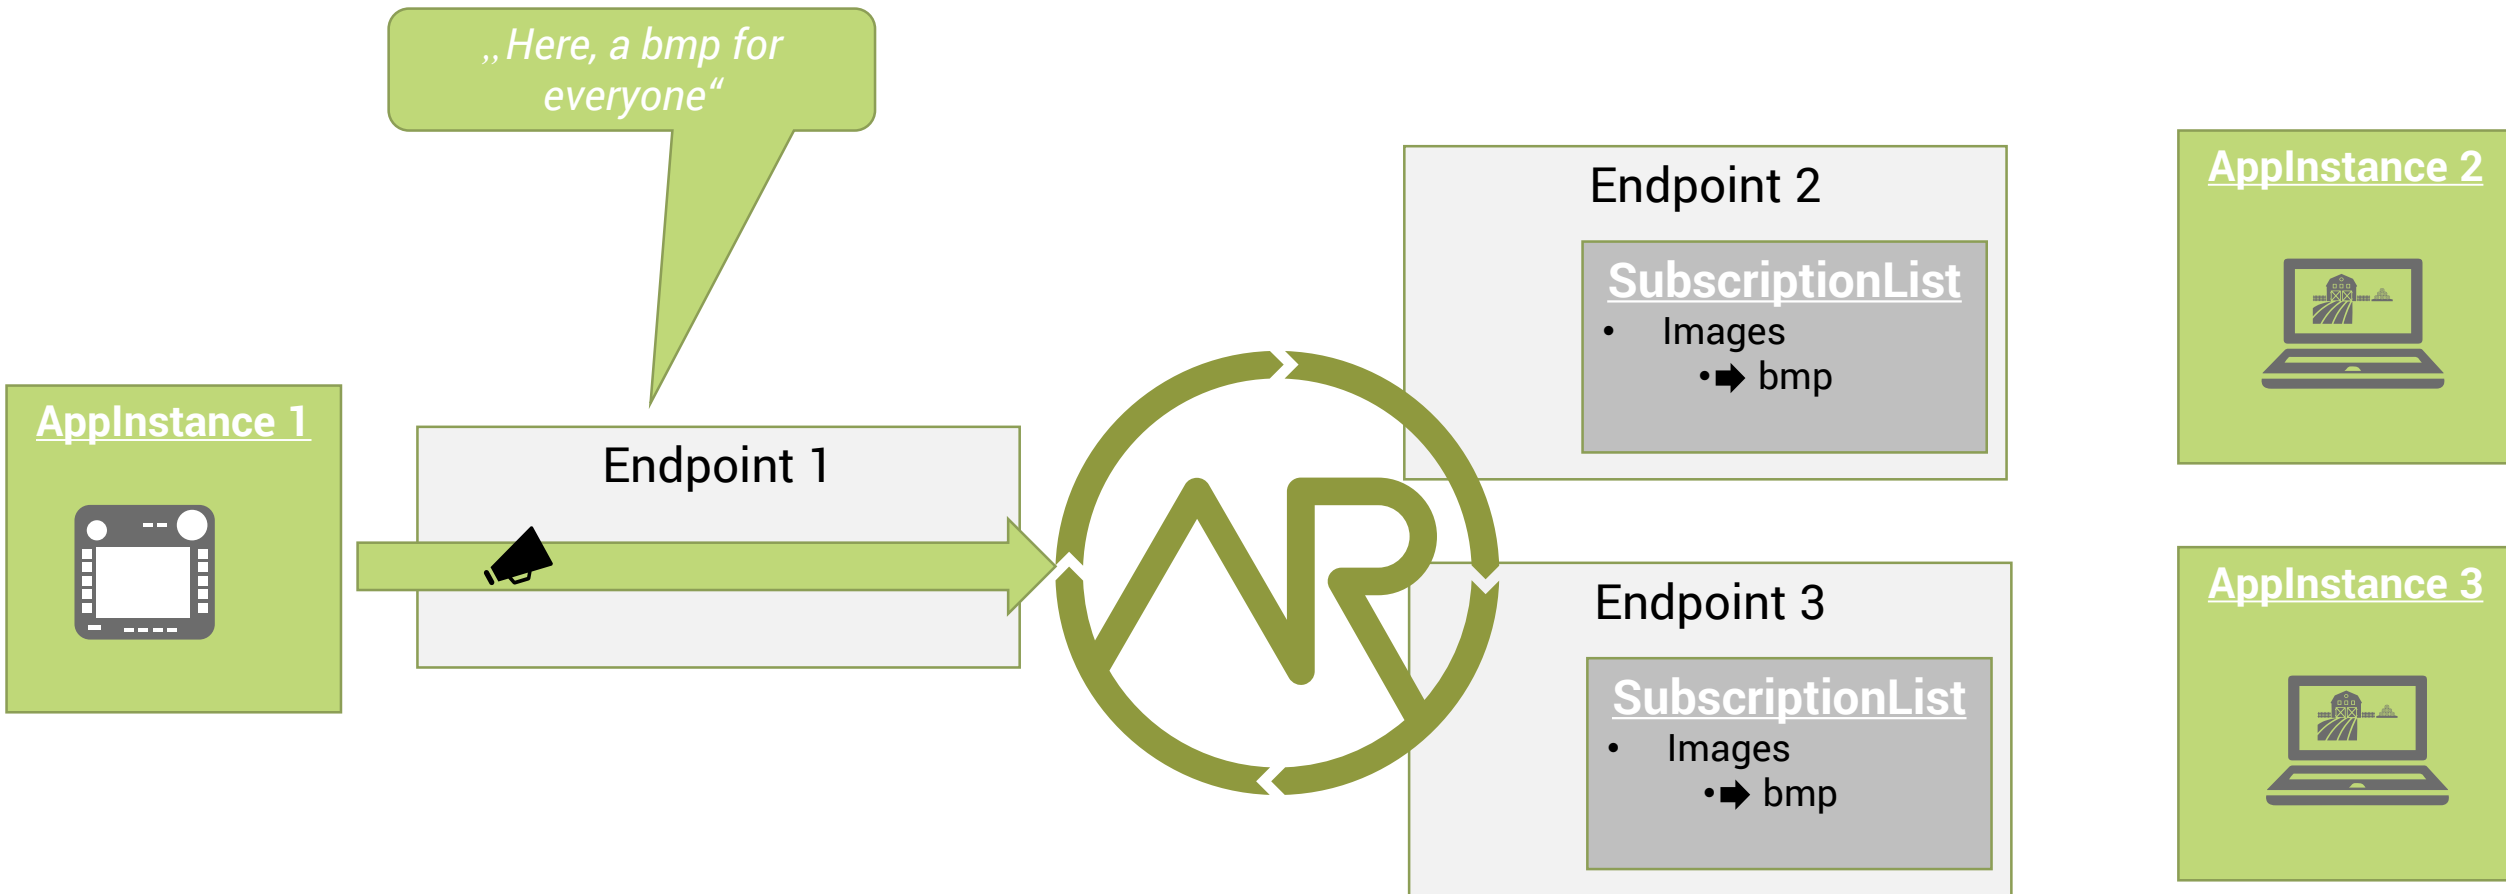 „Here, a bmp for
everyone“
AppInstance 1
Endpoint 1
Endpoint 2
SubscriptionList
• Images
• bmp
AppInstance 2
Endpoint 3
SubscriptionList
• Images
• bmp
AppInstance 3